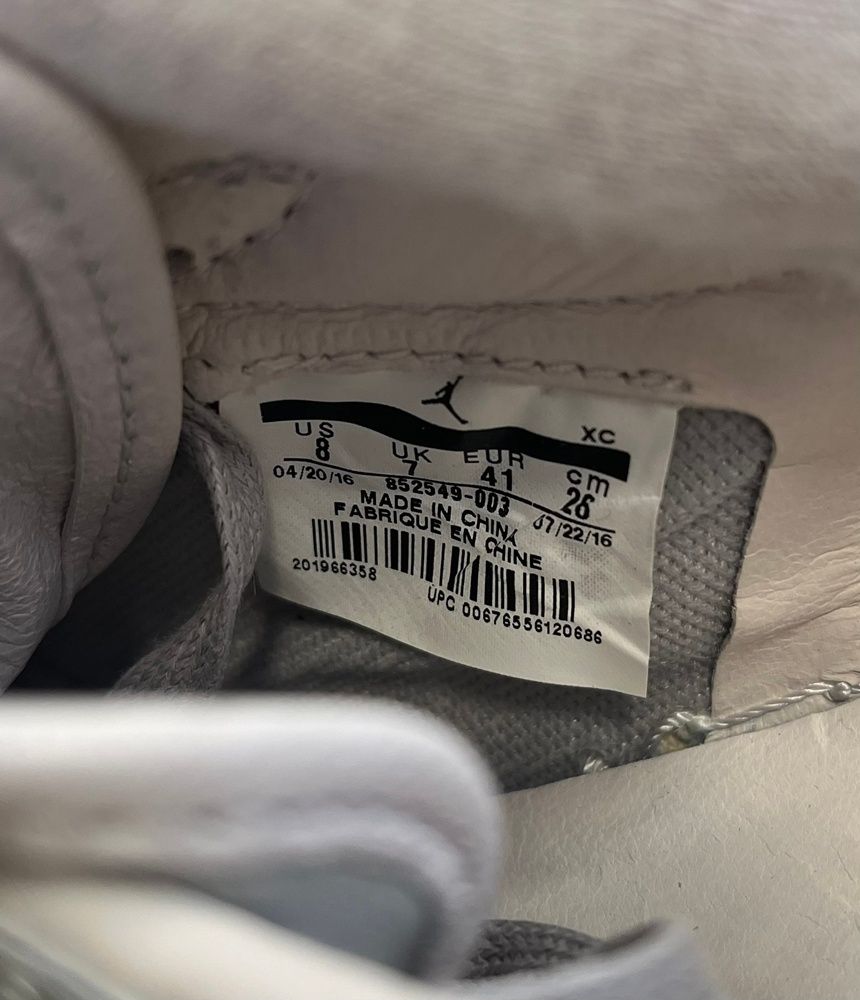 XC
US UK EUR cm
8 7 41 26
04/20/16 852549-003 07/22/16
MADE IN CHINA
FABRIQUE EN CHINE
201966358
UPC 00676556120686